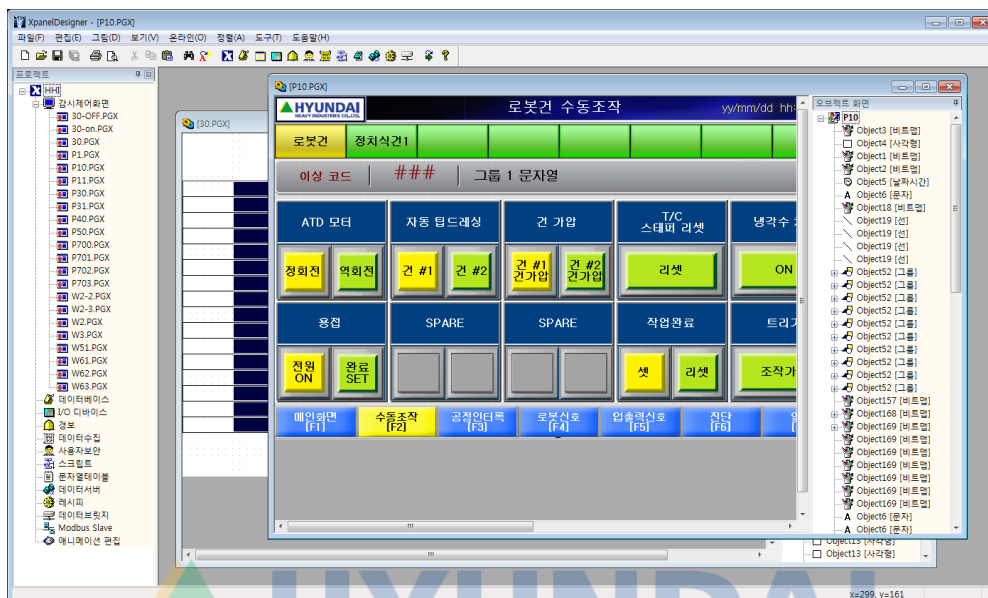 XpanelDesigner - [P10.PGX]
파일(F) 편집(E) 그림(D) 보기(V) 온라인(O) 정렬(A) 도구(T) 도움말(H)
프로젝트
HHI
감시제어화면
30-OFF.PGX
30-on.PGX
30.PGX
P1.PGX
P10.PGX
P11.PGX
P30.PGX
P31.PGX
P40.PGX
P50.PGX
P700.PGX
P701.PGX
P702.PGX
P703.PGX
W2-2.PGX
W2-3.PGX
W2.PGX
W3.PGX
W51.PGX
W61.PGX
W62.PGX
W63.PGX
데이터베이스
I/O 디바이스
경보
데이터수집
사용자보안
스크립트
문자열테이블
데이터서버
레시피
데이터브릿지
Modbus Slave
애니메이션 편집
[30.PGX]
[P10.PGX]
HYUNDAI
HEAVY INDUSTRIES CO.,LTD.
로봇건 수동조작
yy/mm/dd hh:
로봇건 정치식건1
이상 코드 ### 그룹 1 문자열
ATD 모터 자동 팁드레싱 건 가압 T/C 스태퍼 리셋 냉각수
정회전 역회전 건 #1 건 #2 건 #1 건가압 건 #2 건가압 리셋 ON
용접 SPARE SPARE 작업완료 트리거
전원 ON 완료 SET 셋 리셋 조작가
메인화면 [F1] 수동조작 [F2] 공정인터록 [F3] 로봇신호 [F4] 입출력신호 [F5] 진단 [F6]
오브젝트 화면
P10
Object3 [비트맵]
Object4 [사각형]
Object1 [비트맵]
Object2 [비트맵]
Object5 [날짜시간]
Object6 [문자]
Object18 [비트맵]
Object19 [선]
Object19 [선]
Object19 [선]
Object19 [선]
Object52 [그룹]
Object52 [그룹]
Object52 [그룹]
Object52 [그룹]
Object52 [그룹]
Object52 [그룹]
Object52 [그룹]
Object52 [그룹]
Object52 [그룹]
Object52 [그룹]
Object157 [비트맵]
Object168 [비트맵]
Object169 [비트맵]
Object169 [비트맵]
Object169 [비트맵]
Object169 [비트맵]
Object169 [비트맵]
Object169 [비트맵]
Object169 [비트맵]
Object6 [문자]
Object6 [문자]
Object13 [사각형]
Object13 [사각형]
HYUNDAI
x=299, y=161